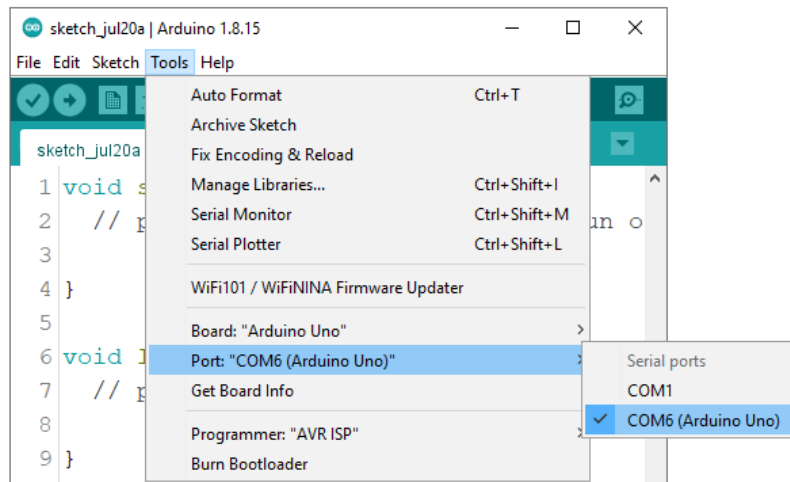 sketch_jul20a | Arduino 1.8.15
File Edit Sketch Tools Help
sketch_jul20a
Auto Format Ctrl+T
Archive Sketch
Fix Encoding & Reload
Manage Libraries... Ctrl+Shift+I
Serial Monitor Ctrl+Shift+M
Serial Plotter Ctrl+Shift+L
WiFi101 / WiFiNINA Firmware Updater
Board: "Arduino Uno"
Port: "COM6 (Arduino Uno)"
Get Board Info
Programmer: "AVR ISP"
Burn Bootloader
Serial ports
COM1
COM6 (Arduino Uno)
1 void s
2 // p un o
3
4 }
5
6 void l
7 // p
8
9 }